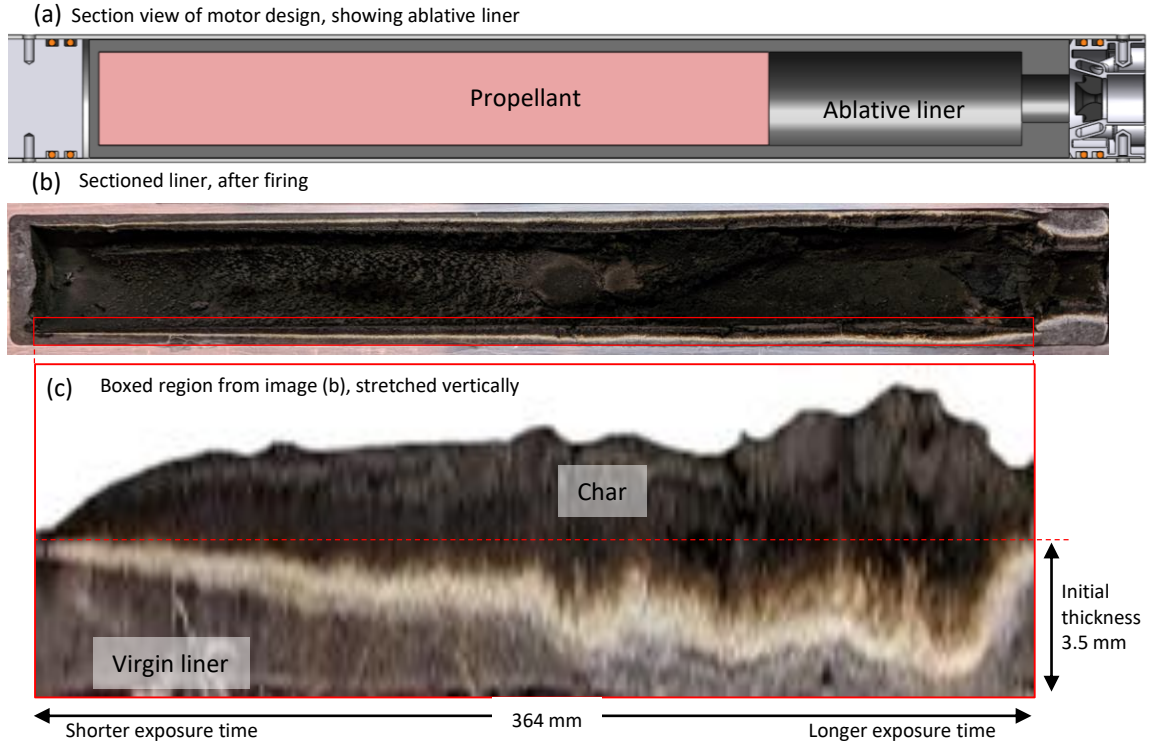 (a) Section view of motor design, showing ablative liner
Propellant
Ablative liner
(b) Sectioned liner, after firing
(c) Boxed region from image (b), stretched vertically
Char
Initial
thickness
3.5 mm
Virgin liner
364 mm
Shorter exposure time
Longer exposure time